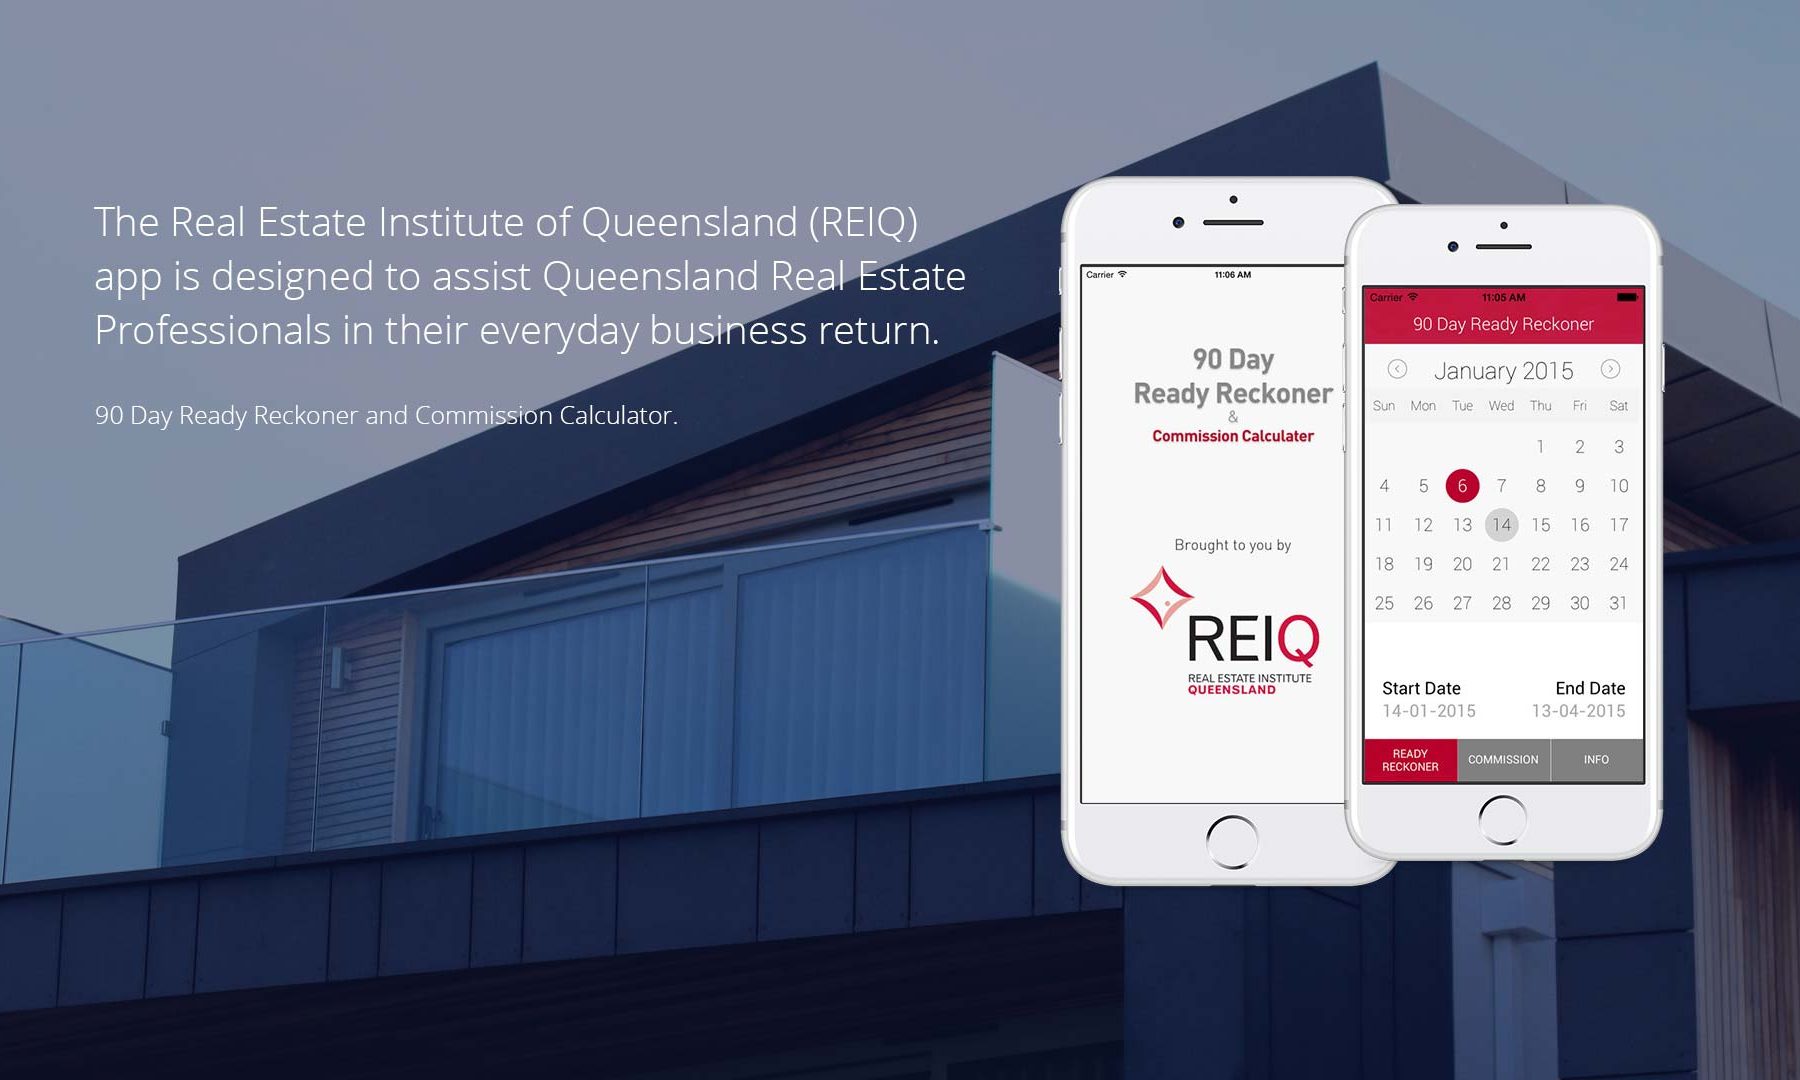 The Real Estate Institute of Queensland (REIQ)
app is designed to assist Queensland Real Estate
Professionals in their everyday business return.
90 Day Ready Reckoner and Commission Calculator.
Carrier 11:06 AM
90 Day
Ready Reckoner
&
Commission Calculater
Brought to you by
REIQ
REAL ESTATE INSTITUTE
QUEENSLAND
Carrier 11:05 AM
90 Day Ready Reckoner
January 2015
Sun Mon Tue Wed Thu Fri Sat
1 2 3
4 5 6 7 8 9 10
11 12 13 14 15 16 17
18 19 20 21 22 23 24
25 26 27 28 29 30 31
Start Date End Date
14-01-2015 13-04-2015
READY
RECKONER
COMMISSION
INFO